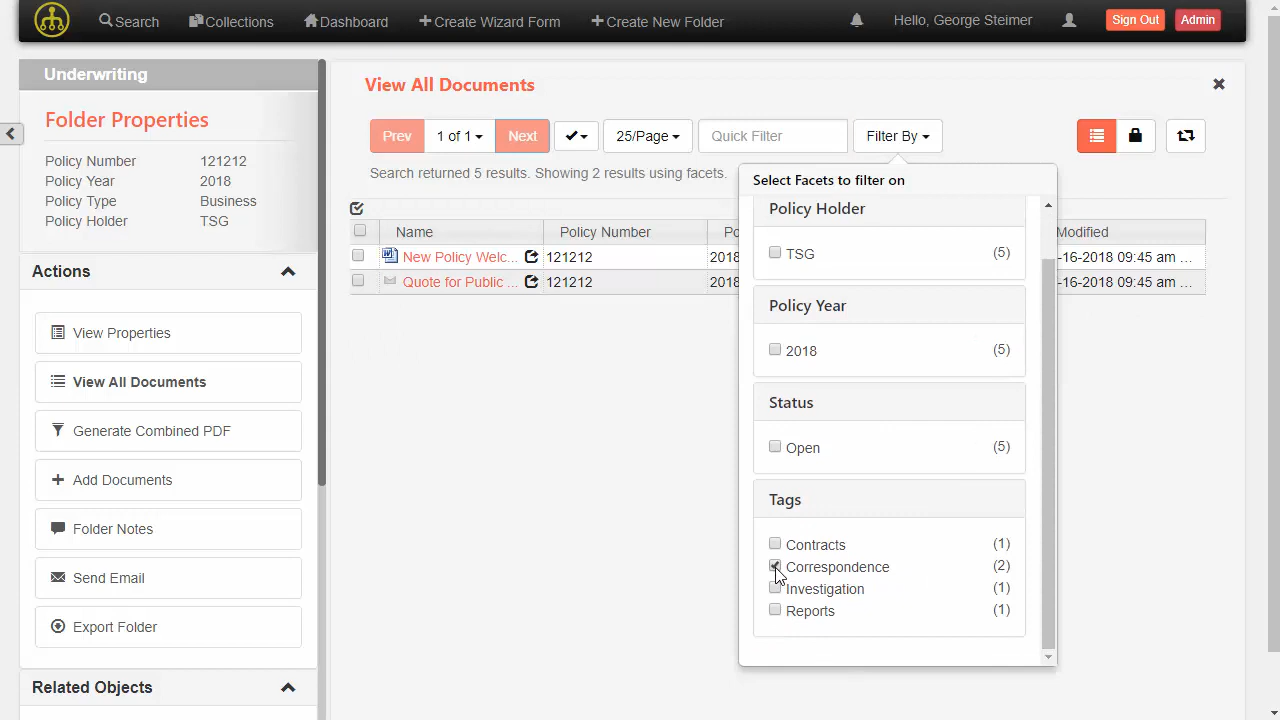 Search Collections Dashboard Create Wizard Form Create New Folder Hello, George Steimer Sign Out Admin
Underwriting
Folder Properties
Policy Number 121212
Policy Year 2018
Policy Type Business
Policy Holder TSG
Actions
View Properties
View All Documents
Generate Combined PDF
Add Documents
Folder Notes
Send Email
Export Folder
Related Objects
View All Documents
Prev 1 of 1 Next 25/Page Quick Filter Filter By
Search returned 5 results. Showing 2 results using facets.
Name Policy Number Po Modified
New Policy Welc... 121212 2018 -16-2018 09:45 am ...
Quote for Public ... 121212 2018 -16-2018 09:45 am ...
Select Facets to filter on
Policy Holder
TSG (5)
Policy Year
2018 (5)
Status
Open (5)
Tags
Contracts (1)
Correspondence (2)
Investigation (1)
Reports (1)